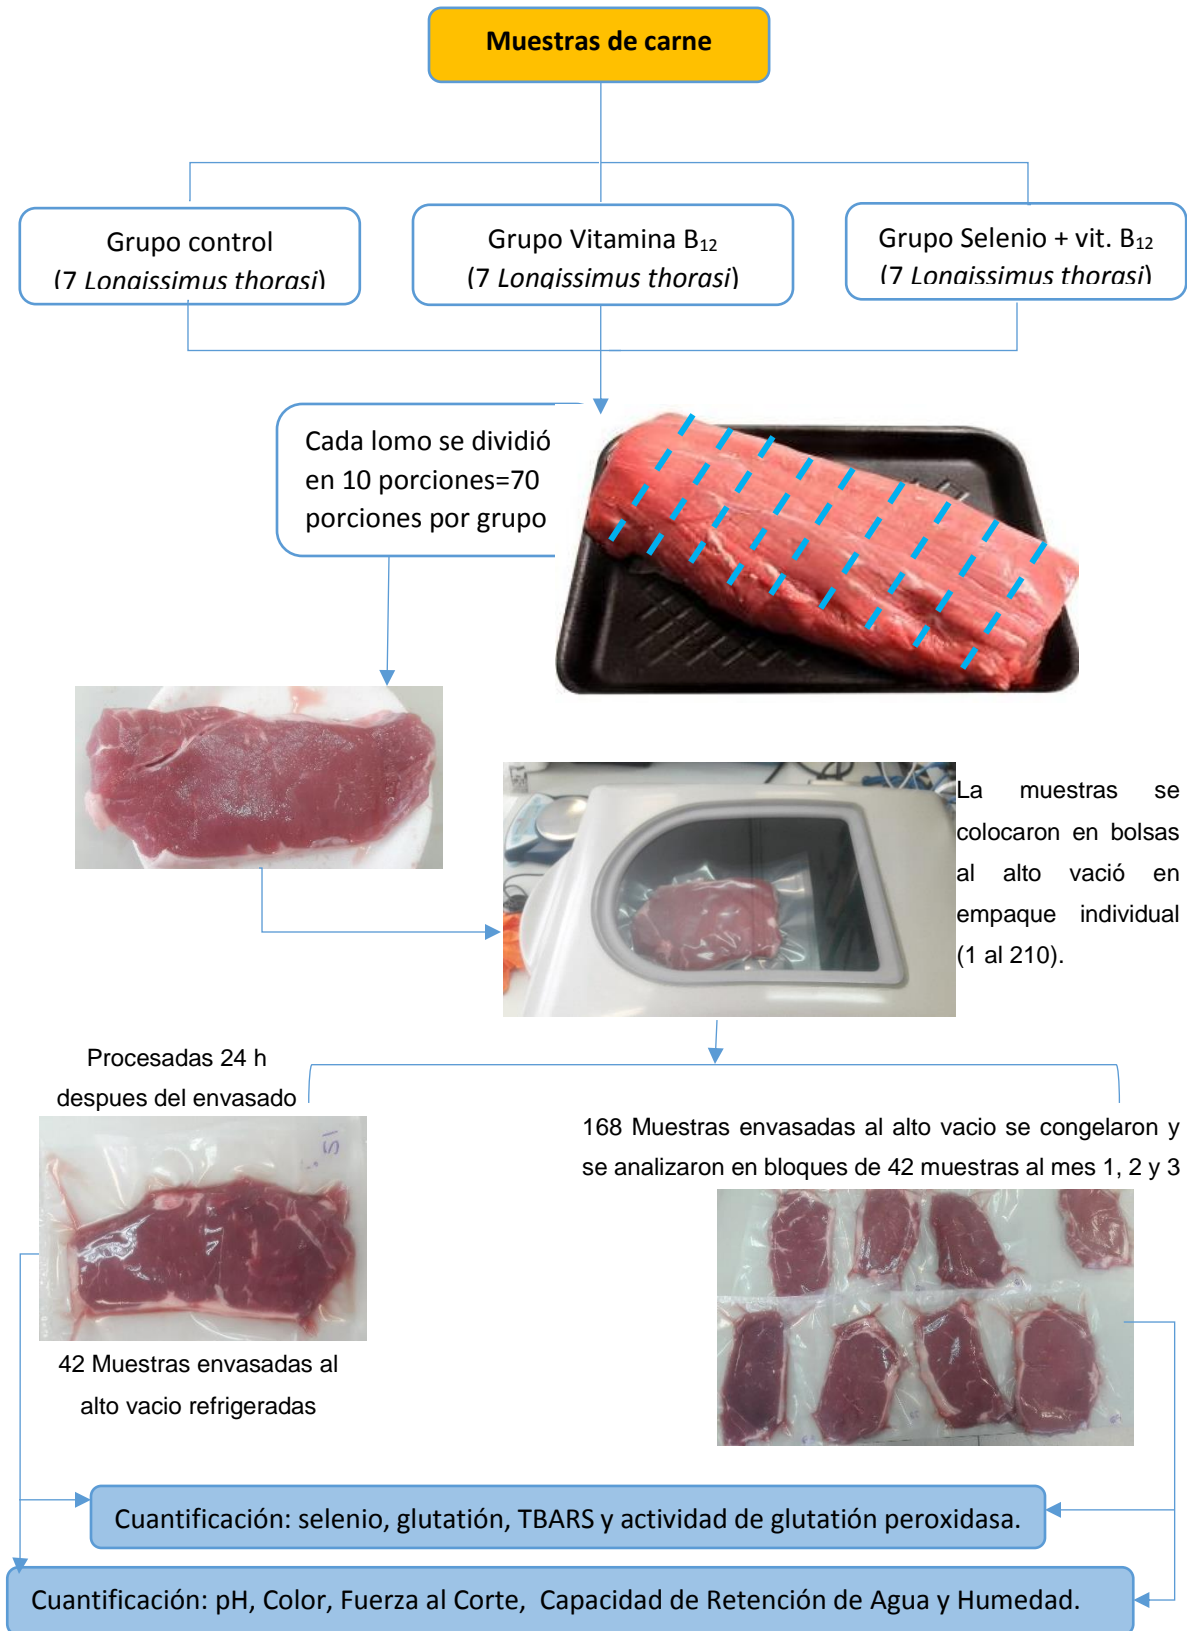 Muestras de carne
Grupo control
(7 Longissimus thorasi)
Grupo Vitamina B₁₂
(7 Longissimus thorasi)
Grupo Selenio + vit. B₁₂
(7 Longissimus thorasi)
Cada lomo se dividió
en 10 porciones=70
porciones por grupo
La muestras se
colocaron en bolsas
al alto vació en
empaque individual
(1 al 210).
Procesadas 24 h
despues del envasado
168 Muestras envasadas al alto vacio se congelaron y
se analizaron en bloques de 42 muestras al mes 1, 2 y 3
42 Muestras envasadas al
alto vacio refrigeradas
Cuantificación: selenio, glutatión, TBARS y actividad de glutatión peroxidasa.
Cuantificación: pH, Color, Fuerza al Corte, Capacidad de Retención de Agua y Humedad.